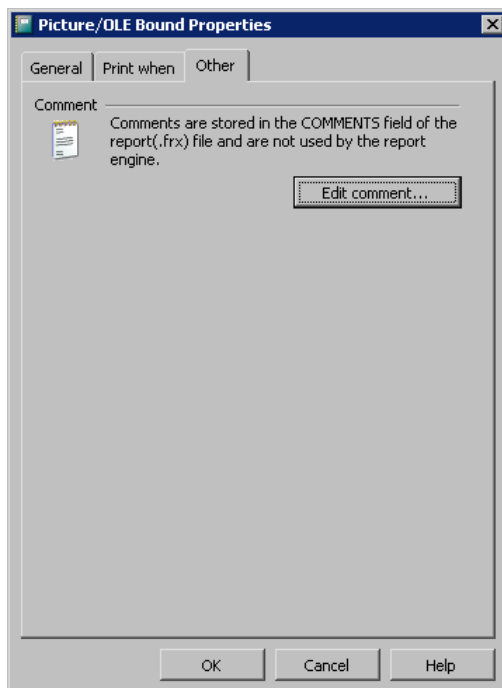 Picture/OLE Bound Properties
General Print when Other
Comment
Comments are stored in the COMMENTS field of the
report(.frx) file and are not used by the report
engine.
Edit comment...
OK Cancel Help